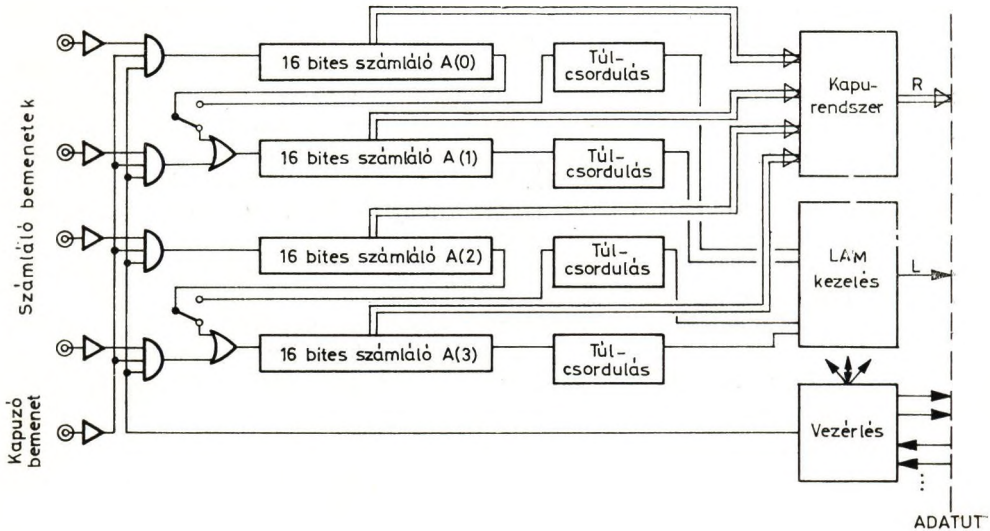 Számláló bemenetek
Kapuzó
bemenet
16 bites számláló A(0)
Túl-
csordulás
16 bites számláló A(1)
Túl-
csordulás
16 bites számláló A(2)
Túl-
csordulás
16 bites számláló A(3)
Túl-
csordulás
Kapu-
rendszer
R
LAM
kezelés
L
Vezérlés
ADATUT